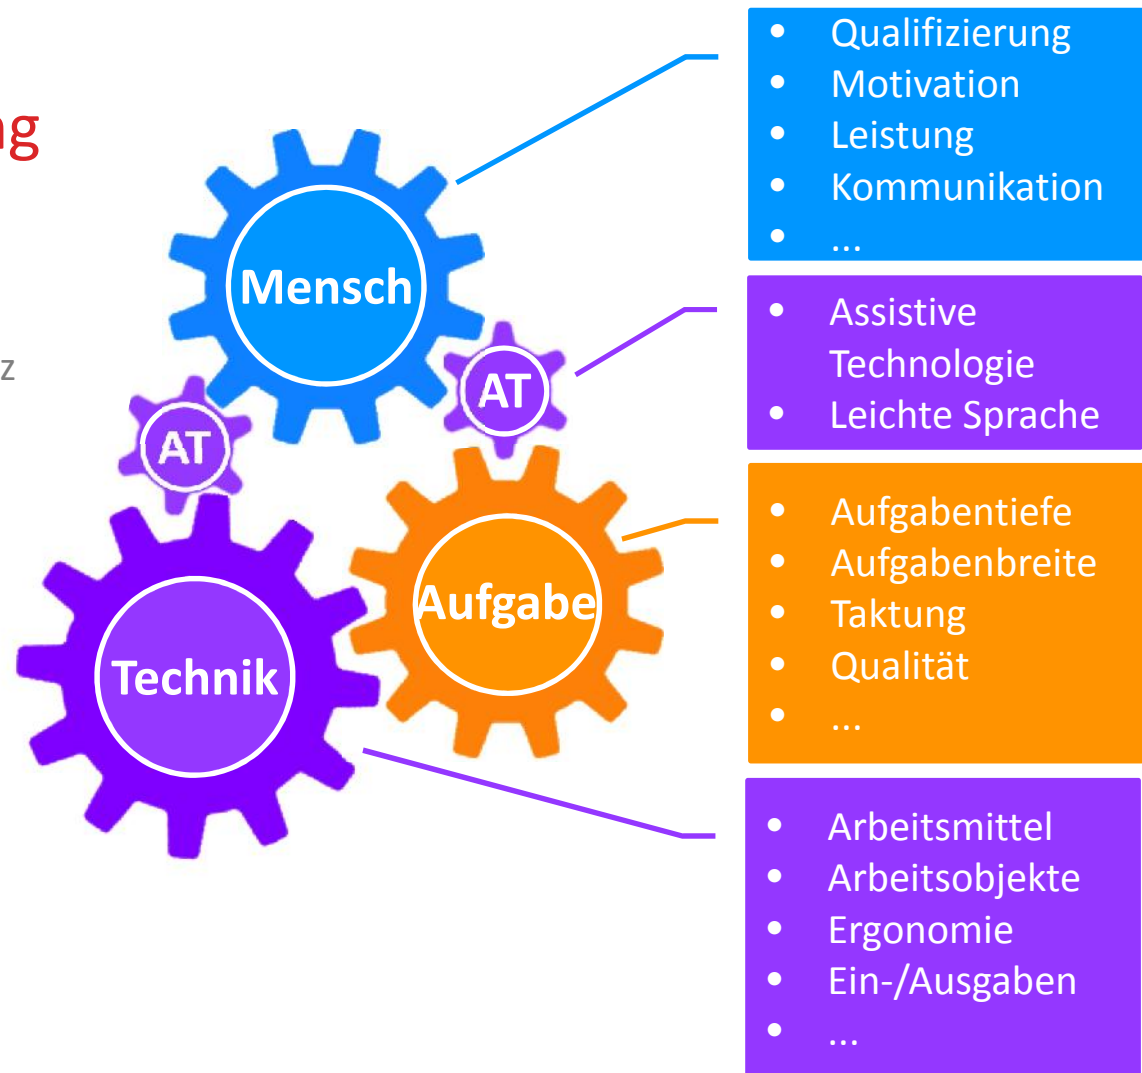 ng
z
Mensch
AT
AT
Aufgabe
Technik
• Qualifizierung
• Motivation
• Leistung
• Kommunikation
• ...
• Assistive
Technologie
• Leichte Sprache
• Aufgabentiefe
• Aufgabenbreite
• Taktung
• Qualität
• ...
• Arbeitsmittel
• Arbeitsobjekte
• Ergonomie
• Ein-/Ausgaben
• ...